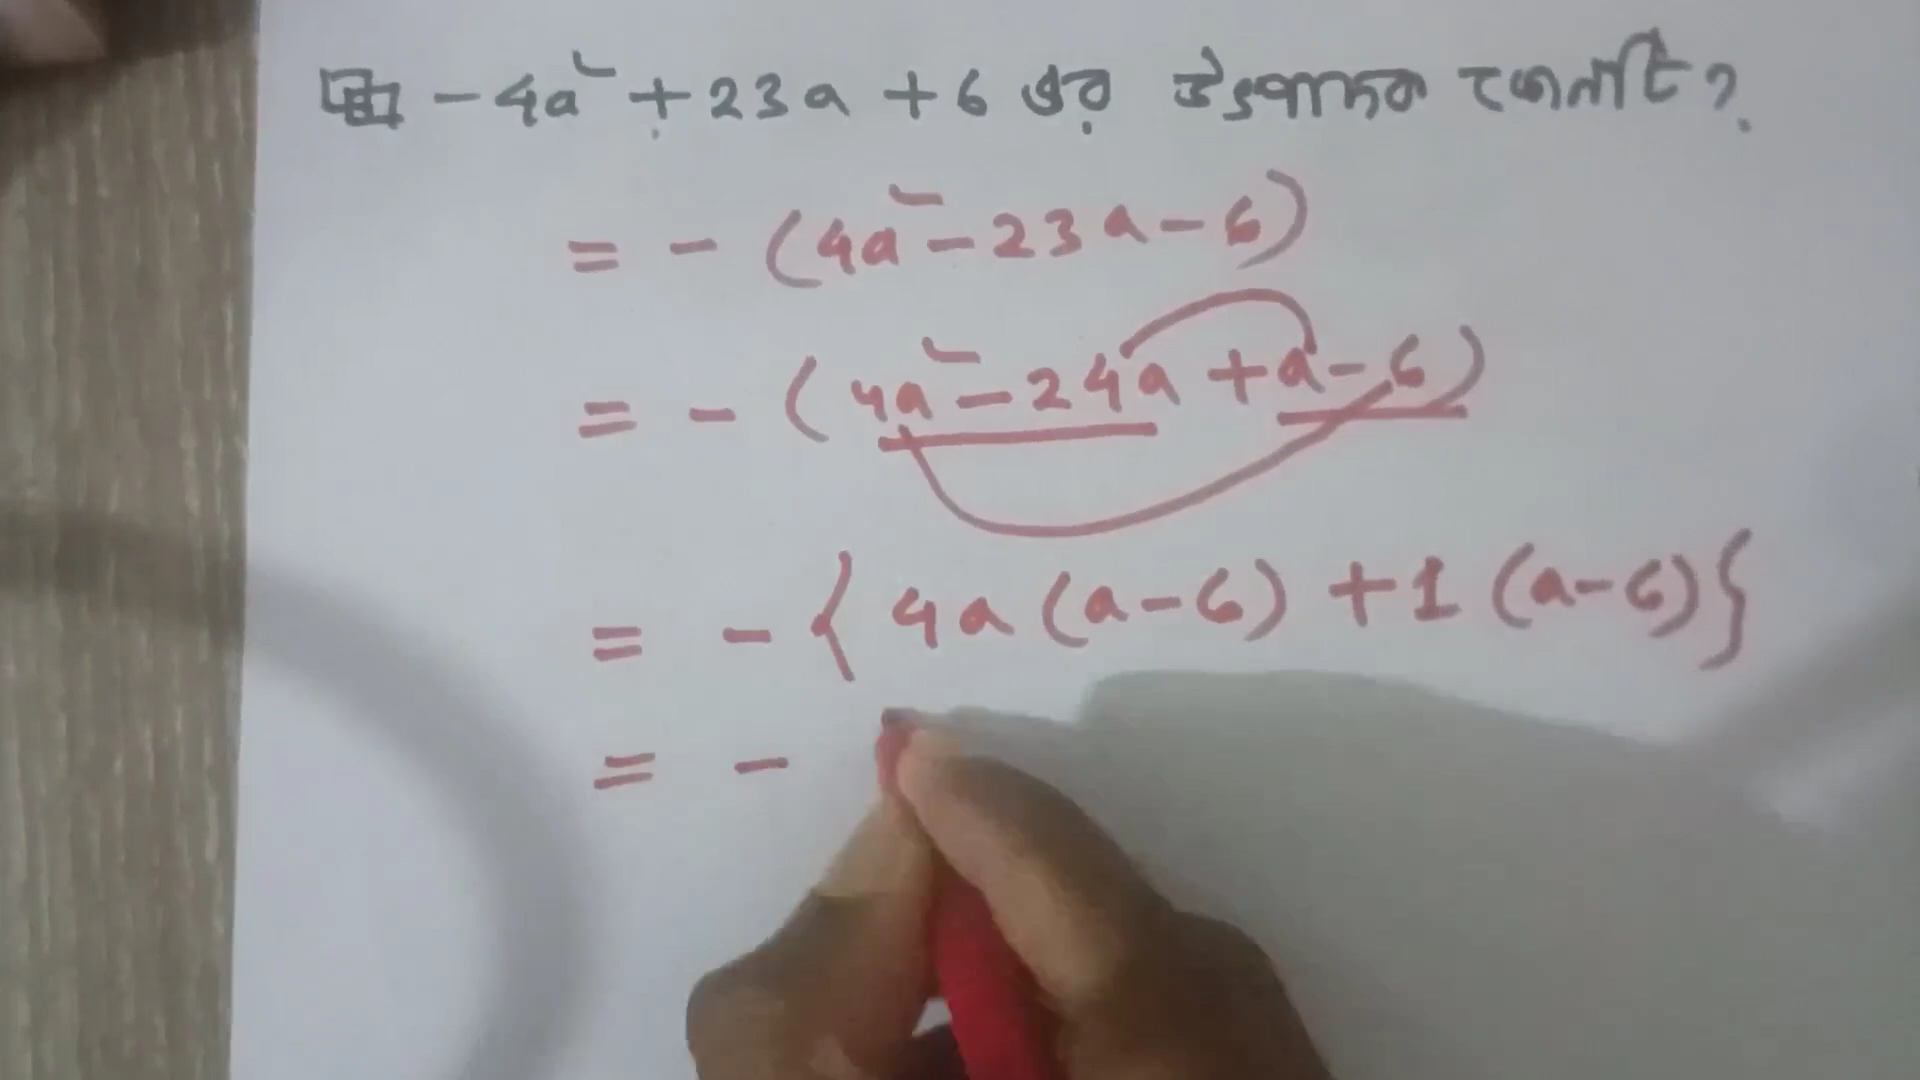 - 4a² + 23a + 6 এর উৎপাদক কোনটি?
= - (4a² - 23a - 6)
= - (4a² - 24a + a - 6)
= - { 4a (a - 6) + 1 (a - 6)}
= -